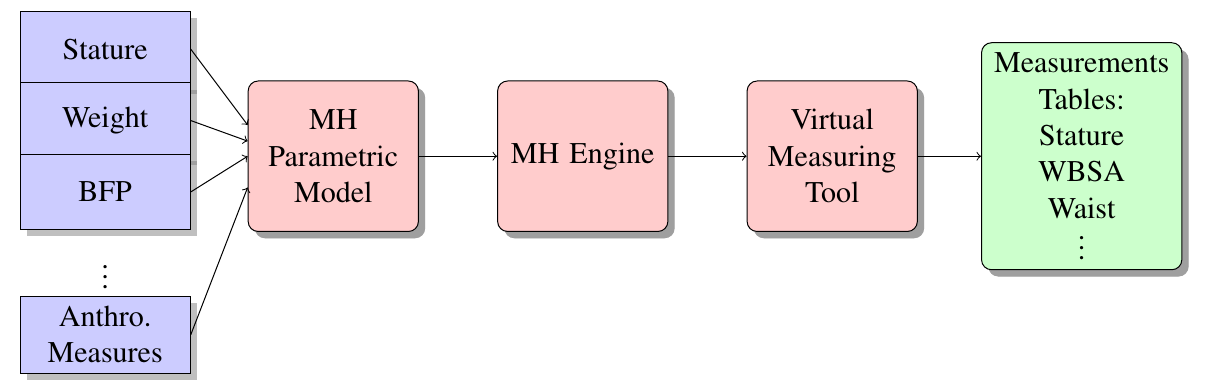 Stature
Weight
BFP
⋮
Anthro.
Measures
MH
Parametric
Model
MH Engine
Virtual
Measuring
Tool
Measurements
Tables:
Stature
WBSA
Waist
⋮